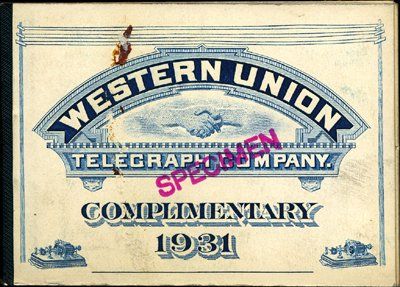 WESTERN UNION
TELEGRAPH COMPANY.
SPECIMEN
COMPLIMENTARY
1931